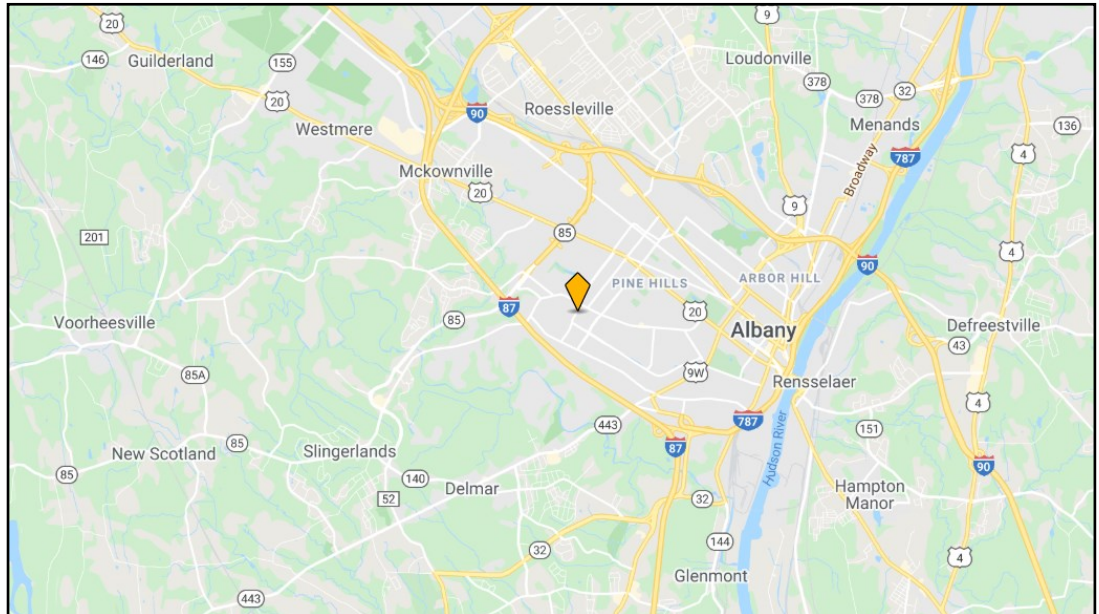 20
9
146
Guilderland
155
Loudonville
20
378
32
Roessleville
90
378
Westmere
Menands
136
4
787
Mckownville
Broadway
20
9
201
85
4
90
PINE HILLS
ARBOR HILL
87
20
Voorheesville
85
Albany
Defreestville
43
85A
9W
Rensselaer
4
443
787
151
85
87
New Scotland
Slingerlands
Hudson River
90
85
140
Delmar
52
32
Hampton
Manor
144
32
4
Glenmont
443